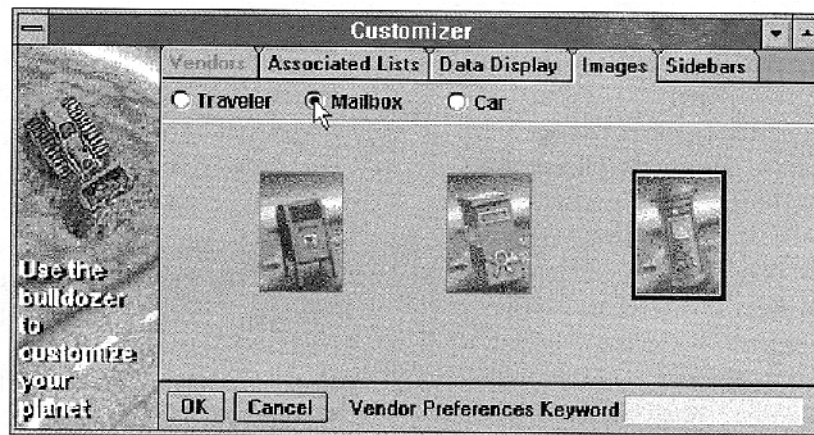 Customizer
Vendors Associated Lists Data Display Images Sidebars
Traveler Mailbox Car
Use the
bulldozer
to
customize
your
planet
OK Cancel Vendor Preferences Keyword